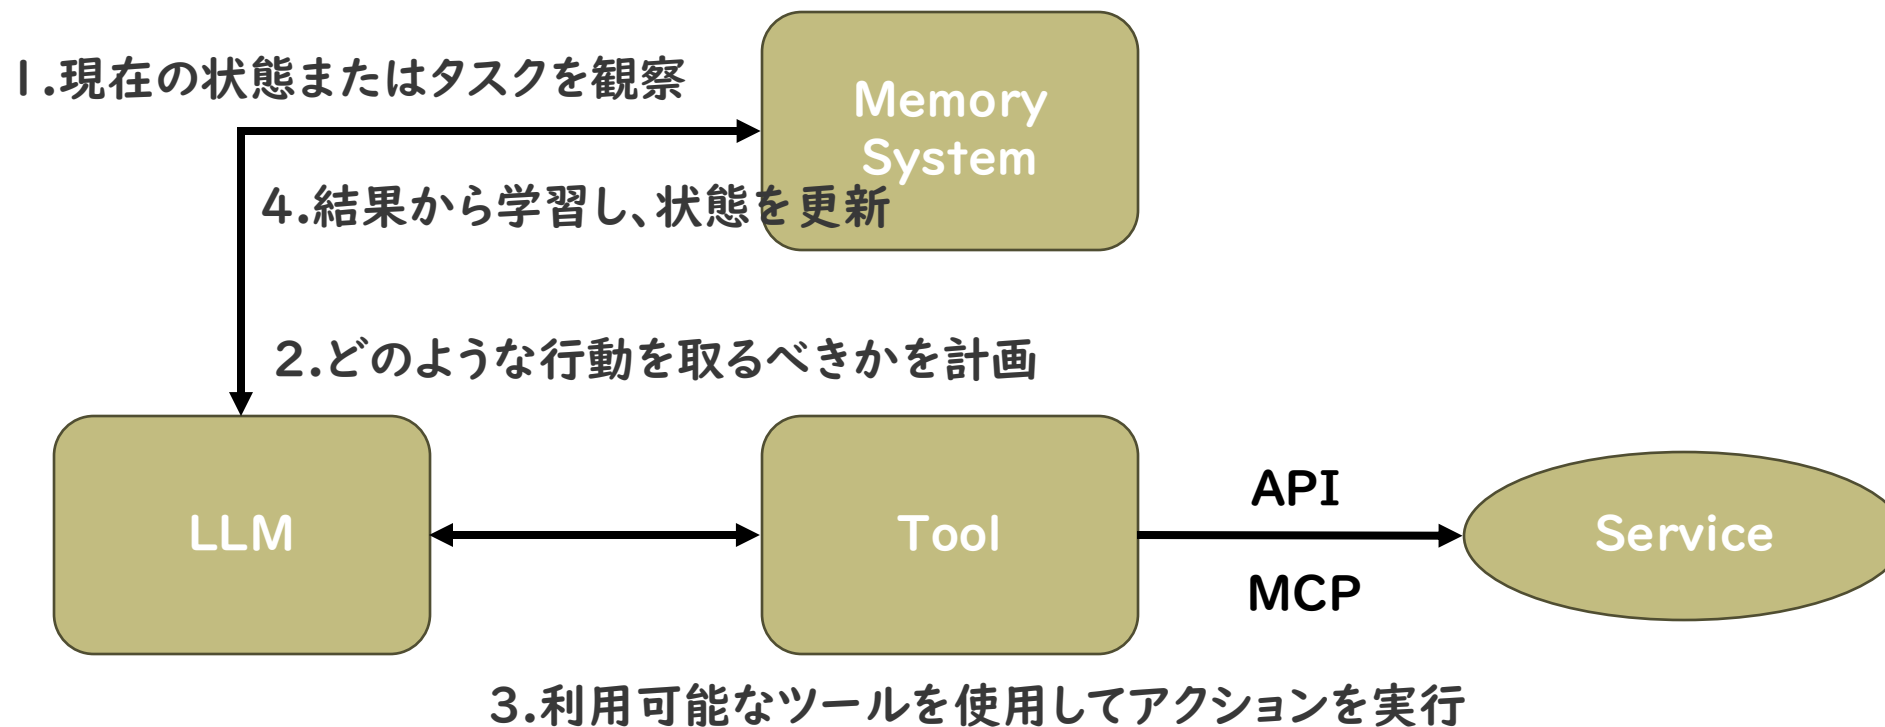 1.現在の状態またはタスクを観察
Memory
System
4.結果から学習し、状態を更新
2.どのような行動を取るべきかを計画
LLM
Tool
API
MCP
Service
3.利用可能なツールを使用してアクションを実行